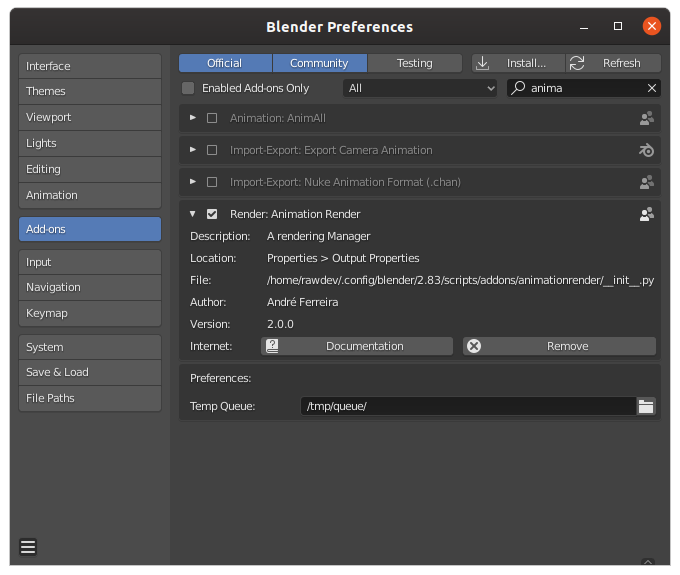 Blender Preferences
Interface
Themes
Viewport
Lights
Editing
Animation
Add-ons
Input
Navigation
Keymap
System
Save & Load
File Paths
Official Community Testing Install... Refresh
Enabled Add-ons Only All anima
Animation: AnimAll
Import-Export: Export Camera Animation
Import-Export: Nuke Animation Format (.chan)
Render: Animation Render
Description: A rendering Manager
Location: Properties > Output Properties
File: /home/rawdev/.config/blender/2.83/scripts/addons/animationrender/__init__.py
Author: André Ferreira
Version: 2.0.0
Internet: Documentation Remove
Preferences:
Temp Queue: /tmp/queue/